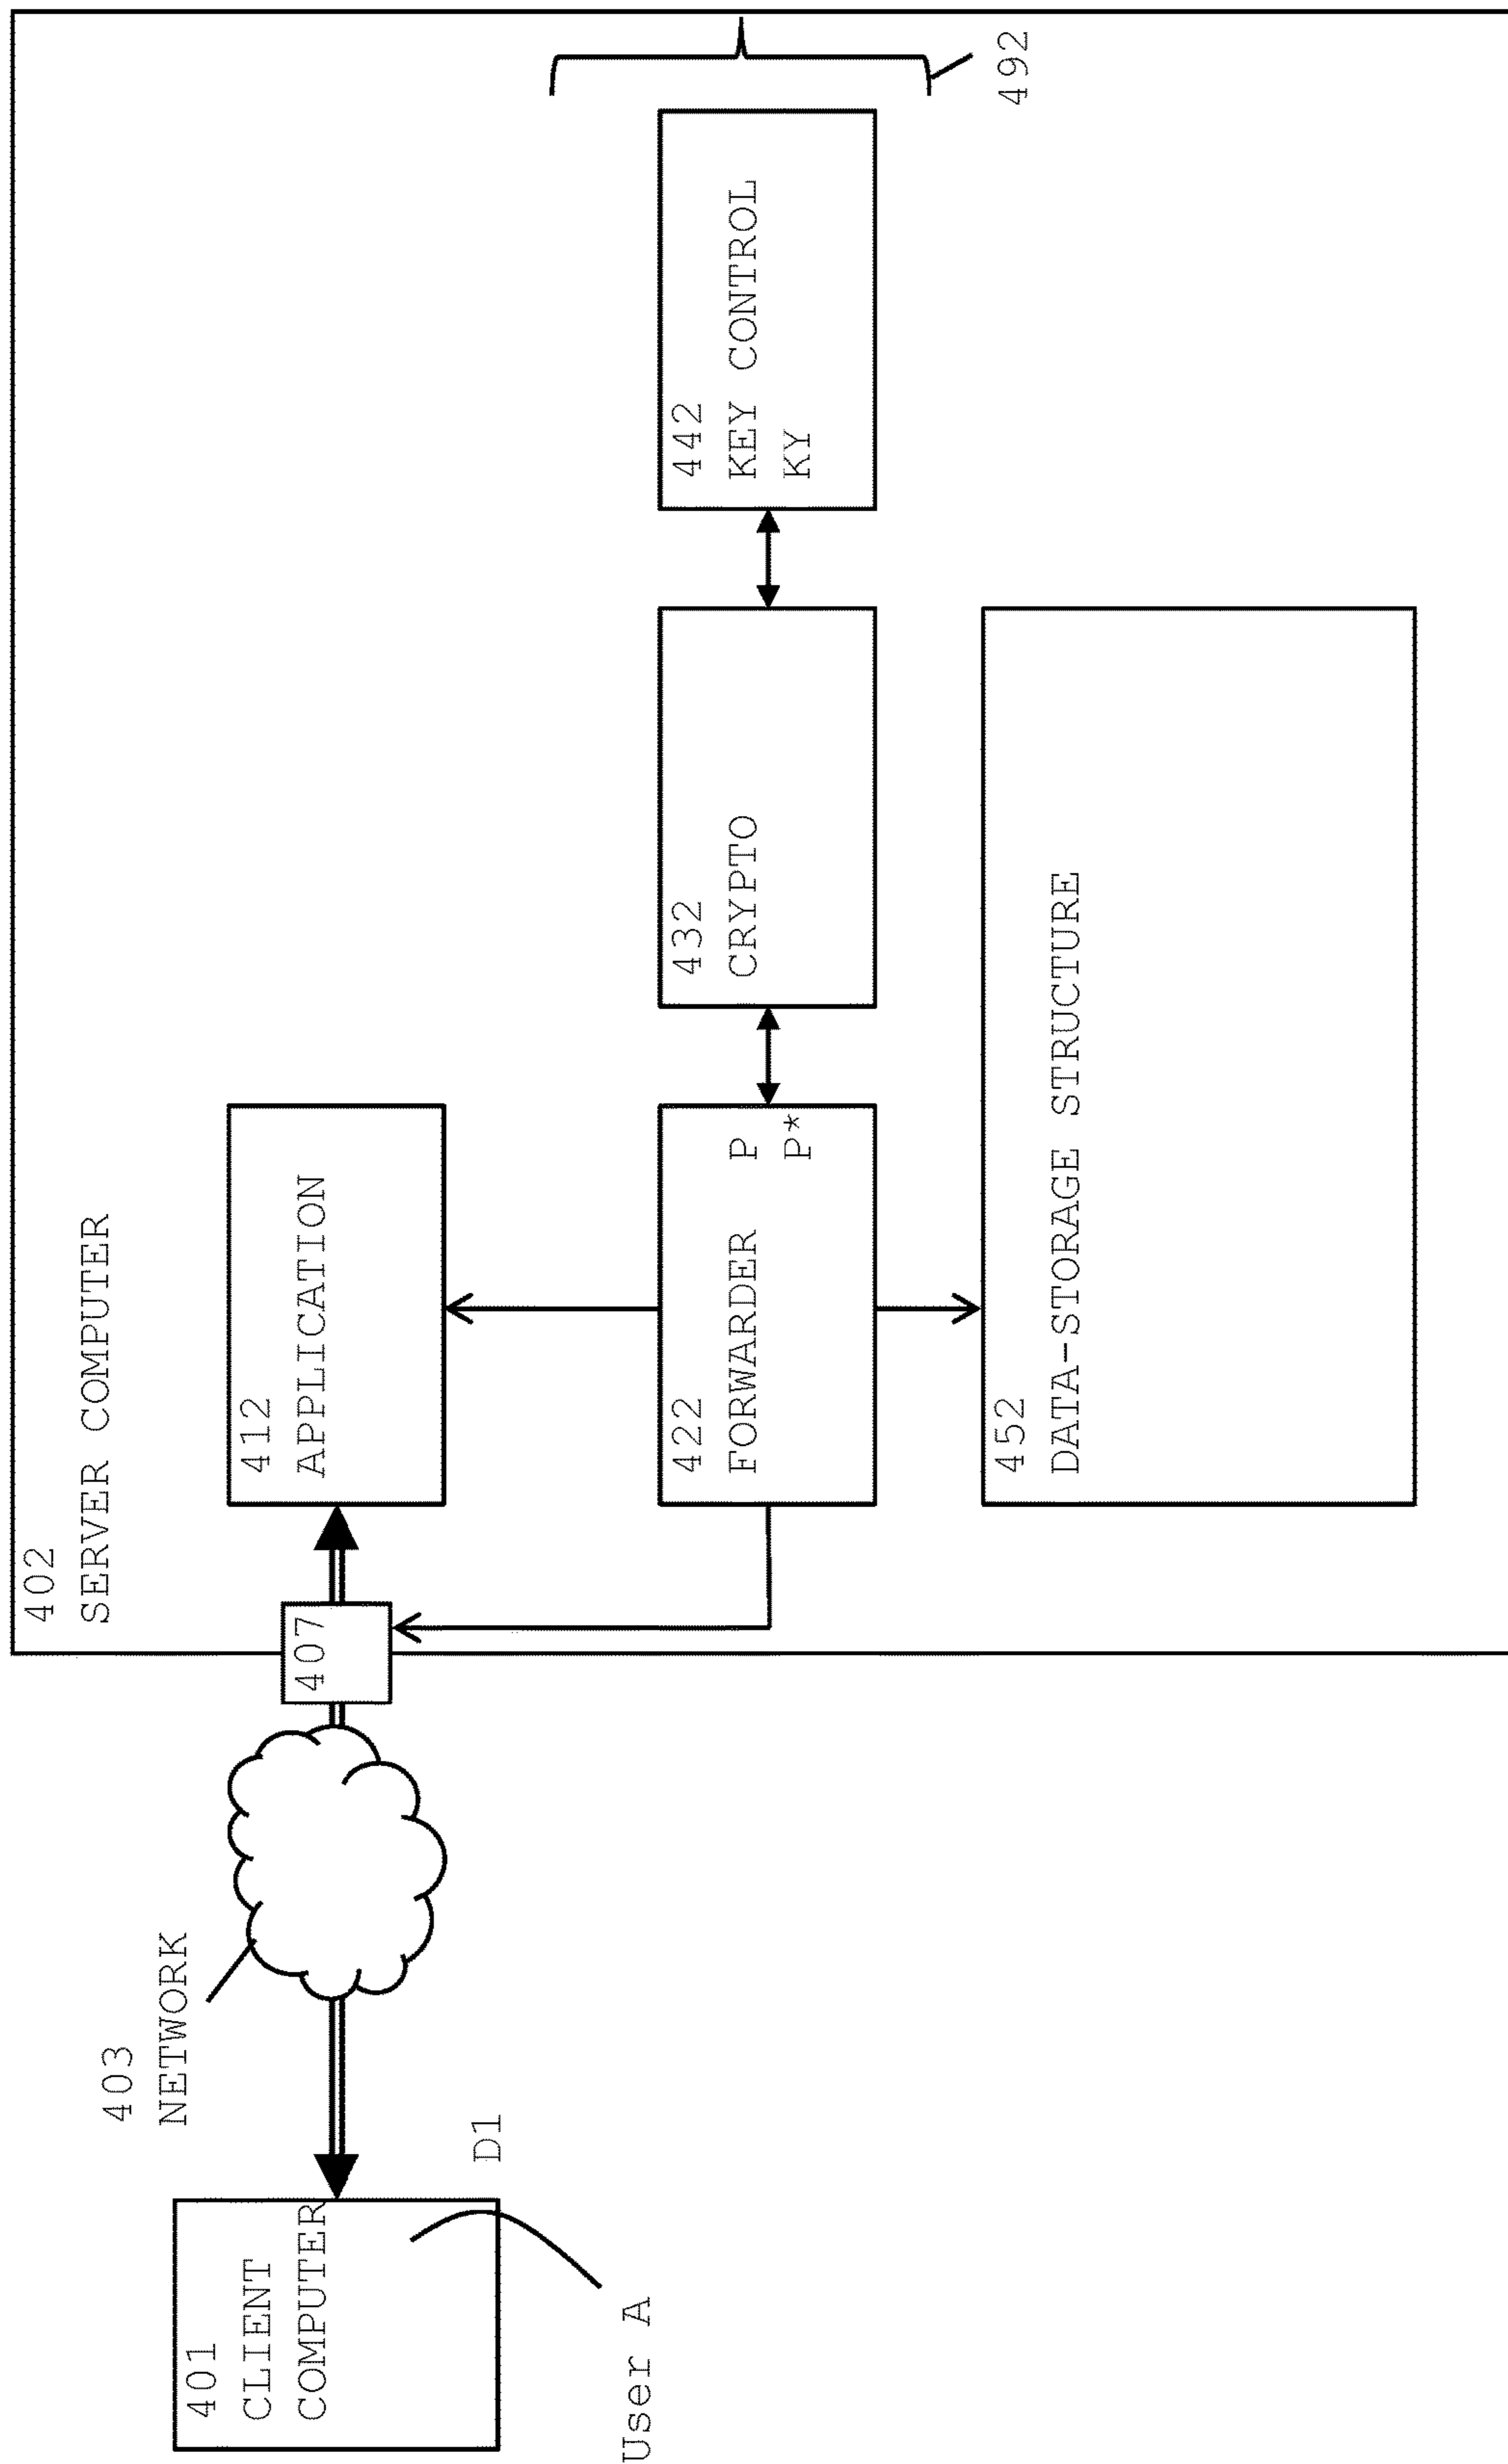 402
SERVER COMPUTER
403
NETWORK
401
CLIENT
COMPUTER
407
412
APPLICATION
D1
User A
422
FORWARDER P
P*
432
CRYPTO
442
KEY CONTROL
KY
492
452
DATA-STORAGE STRUCTURE